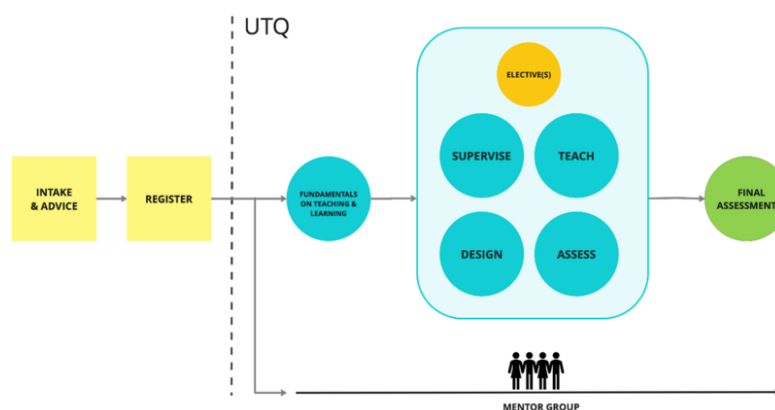 UTQ
ELECTIVE(S)
SUPERVISE
TEACH
INTAKE
& ADVICE
REGISTER
FUNDAMENTALS
ON TEACHING &
LEARNING
FINAL
ASSESSMENT
DESIGN
ASSESS
MENTOR GROUP